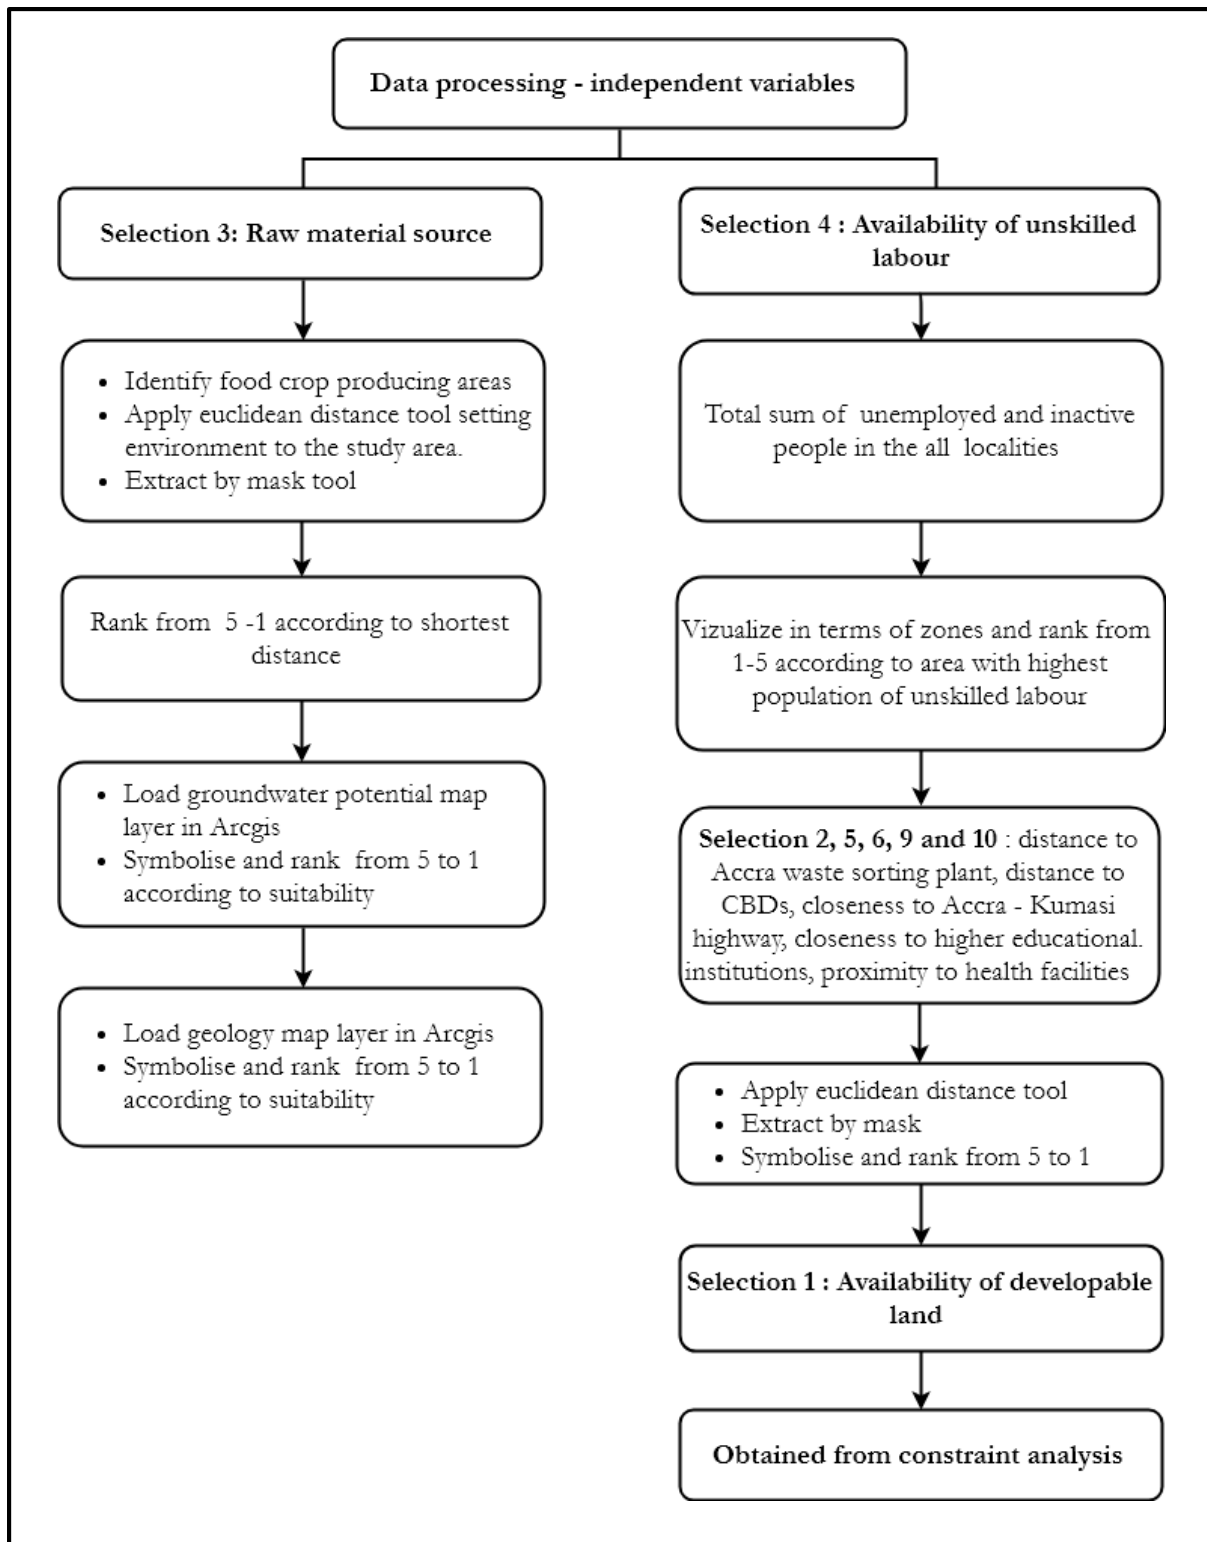 Data processing - independent variables
Selection 3: Raw material source
• Identify food crop producing areas
• Apply euclidean distance tool setting
environment to the study area.
• Extract by mask tool
Rank from 5 -1 according to shortest
distance
• Load groundwater potential map
layer in Arcgis
• Symbolise and rank from 5 to 1
according to suitability
• Load geology map layer in Arcgis
• Symbolise and rank from 5 to 1
according to suitability
Selection 4 : Availability of unskilled
labour
Total sum of unemployed and inactive
people in the all localities
Vizualize in terms of zones and rank from
1-5 according to area with highest
population of unskilled labour
Selection 2, 5, 6, 9 and 10 : distance to
Accra waste sorting plant, distance to
CBDs, closeness to Accra - Kumasi
highway, closeness to higher educational.
institutions, proximity to health facilities
• Apply euclidean distance tool
• Extract by mask
• Symbolise and rank from 5 to 1
Selection 1 : Availability of developable
land
Obtained from constraint analysis